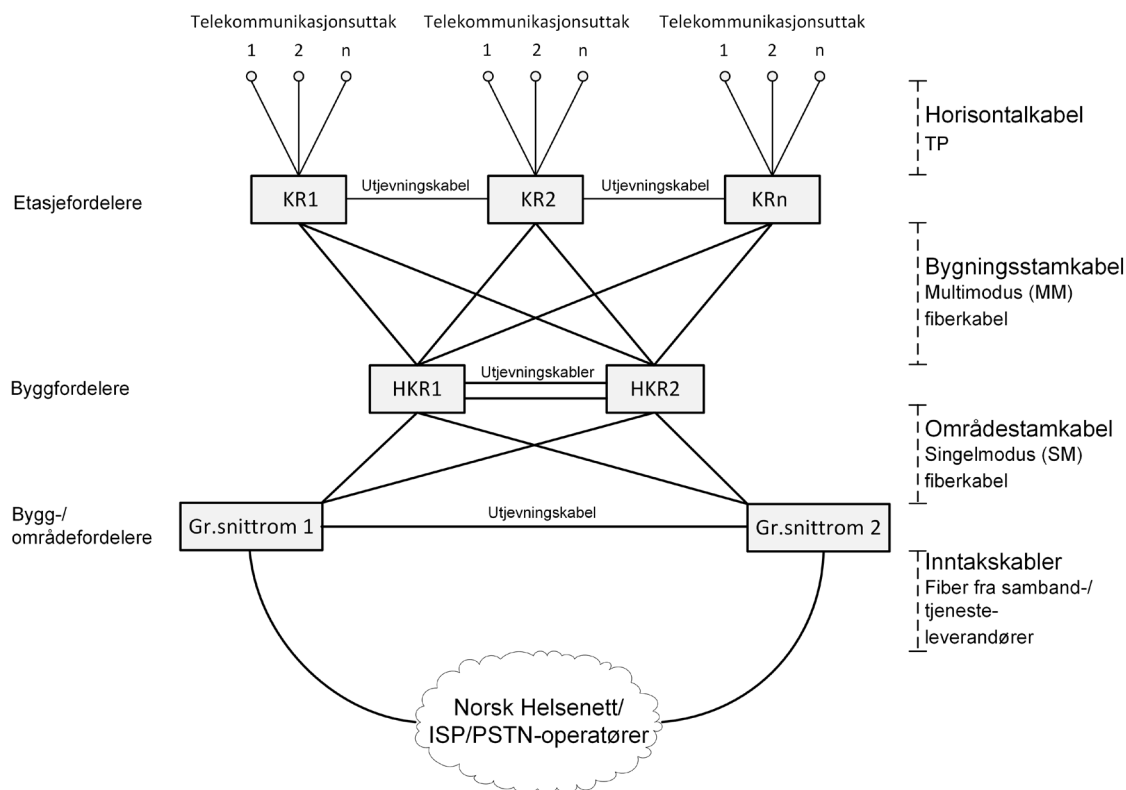 Telekommunikasjonsuttak
Telekommunikasjonsuttak
Telekommunikasjonsuttak
1 2 n
1 2 n
1 2 n
Horisontalkabel
TP
Etasjefordelere
KR1
Utjevningskabel
KR2
Utjevningskabel
KRn
Bygningsstamkabel
Multimodus (MM)
fiberkabel
Byggfordelere
HKR1
Utjevningskabler
HKR2
Områdestamkabel
Singelmodus (SM)
fiberkabel
Bygg-/
områdefordelere
Gr.snittrom 1
Utjevningskabel
Gr.snittrom 2
Inntakskabler
Fiber fra samband-/
tjeneste-
leverandører
Norsk Helsenett/
ISP/PSTN-operatører